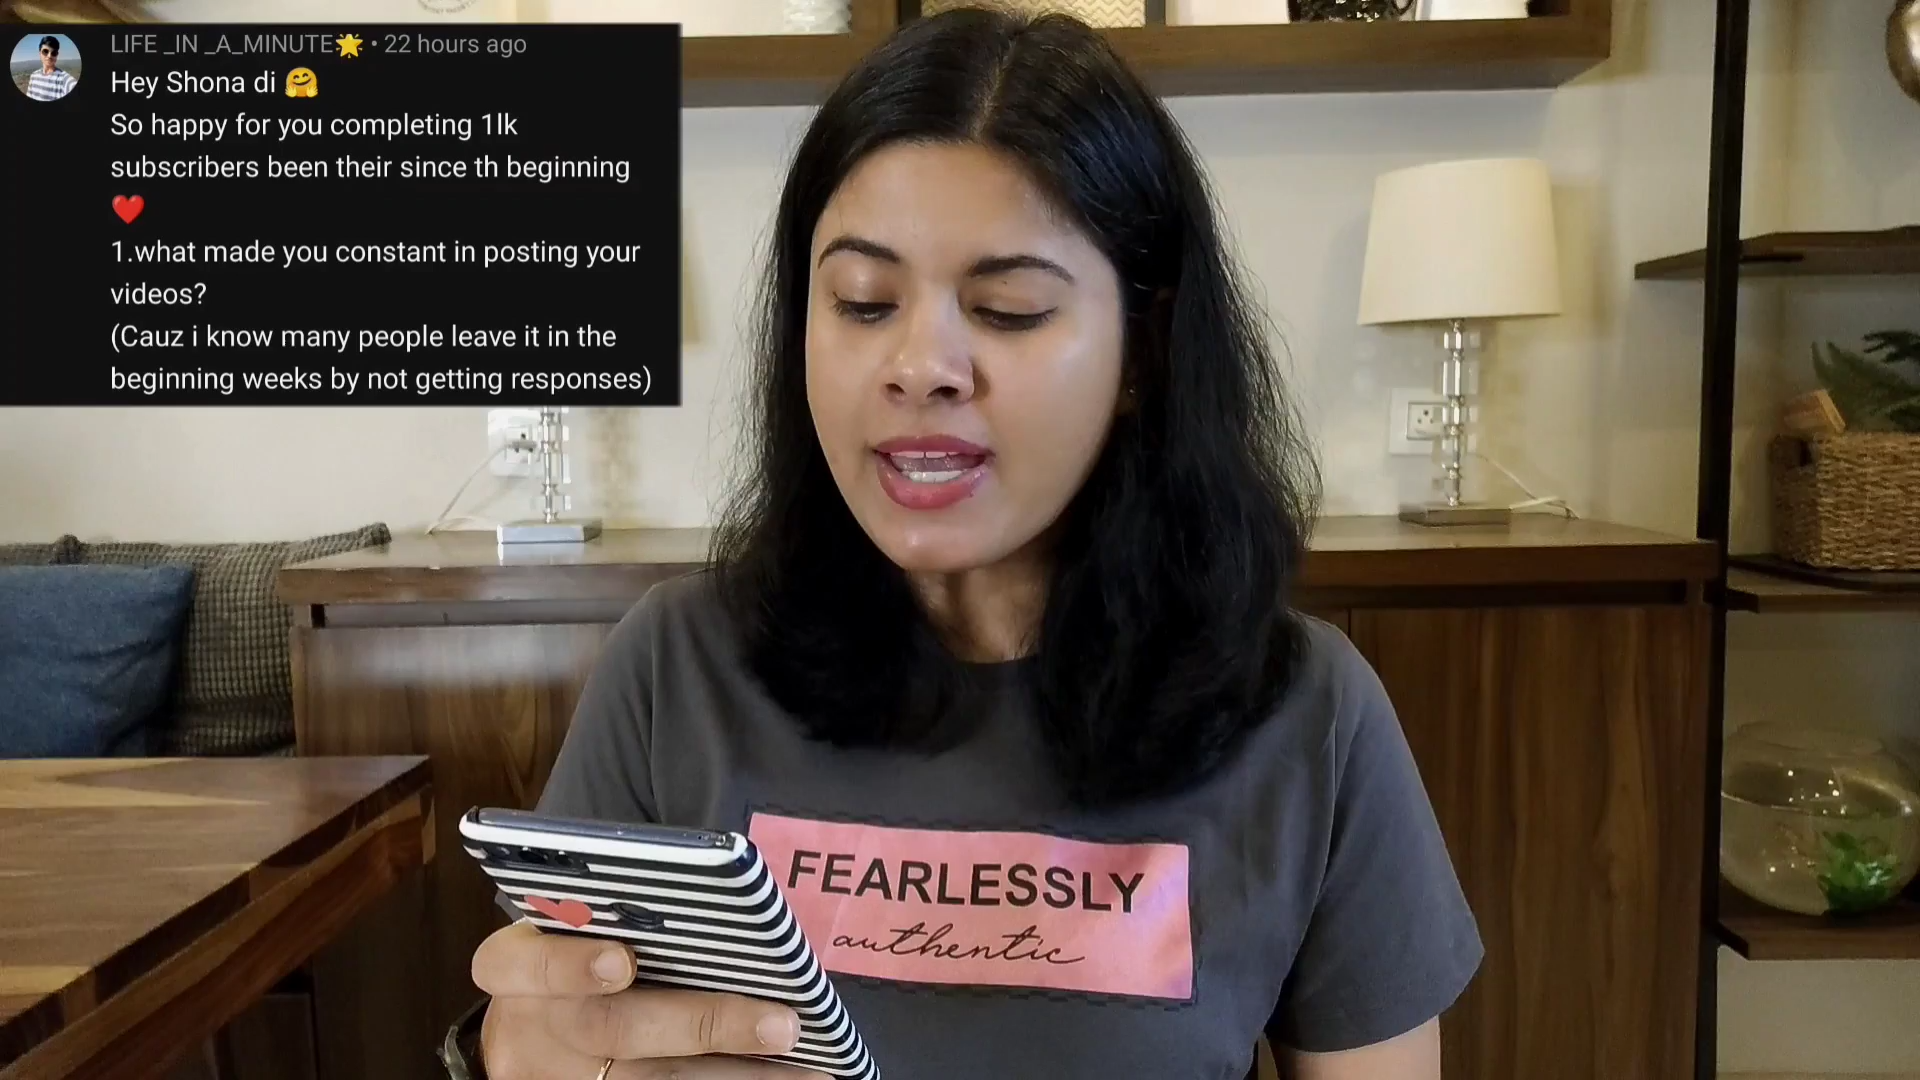 LIFE _IN _A_MINUTE🌟 • 22 hours ago
Hey Shona di 🤗
So happy for you completing 1lk
subscribers been their since th beginning
❤️
1.what made you constant in posting your
videos?
(Cauz i know many people leave it in the
beginning weeks by not getting responses)
FEARLESSLY
authentic